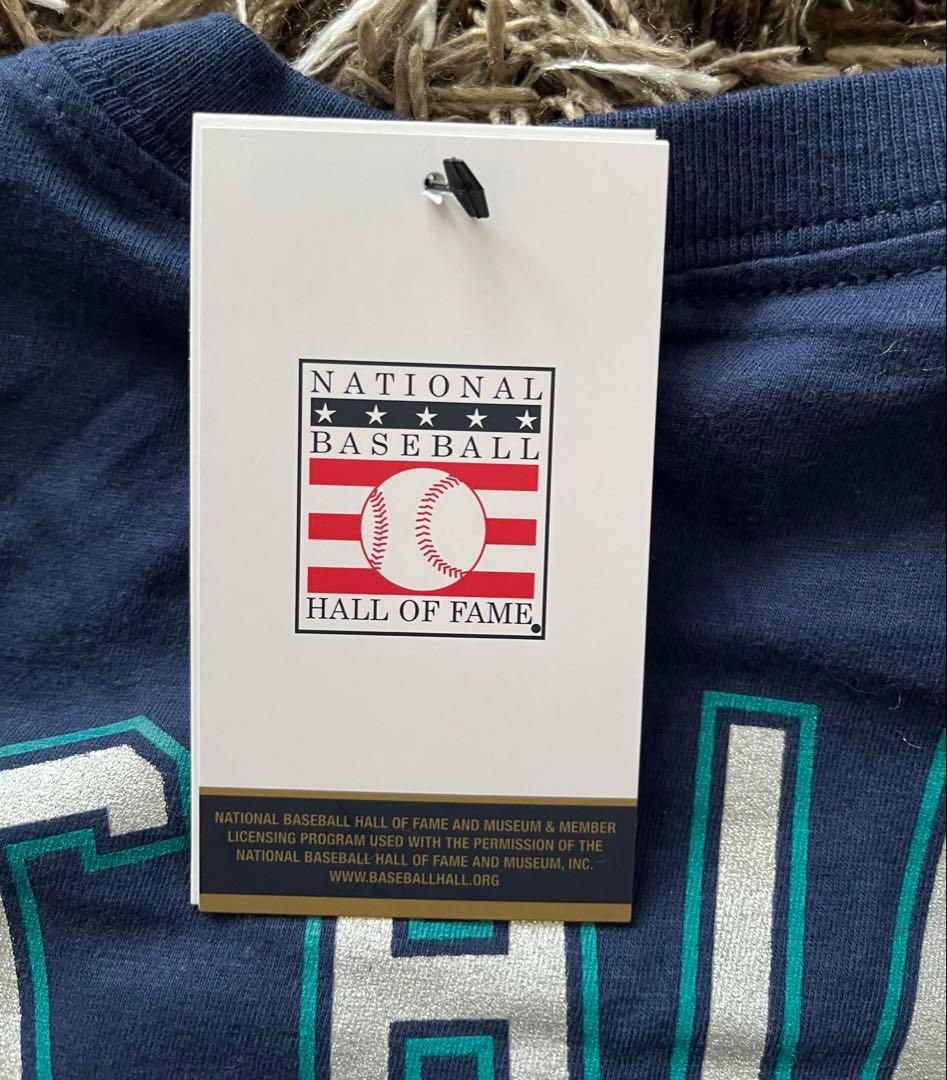 NATIONAL
BASEBALL
HALL OF FAME
NATIONAL BASEBALL HALL OF FAME AND MUSEUM & MEMBER
LICENSING PROGRAM USED WITH THE PERMISSION OF THE
NATIONAL BASEBALL HALL OF FAME AND MUSEUM, INC.
WWW.BASEBALLHALL.ORG